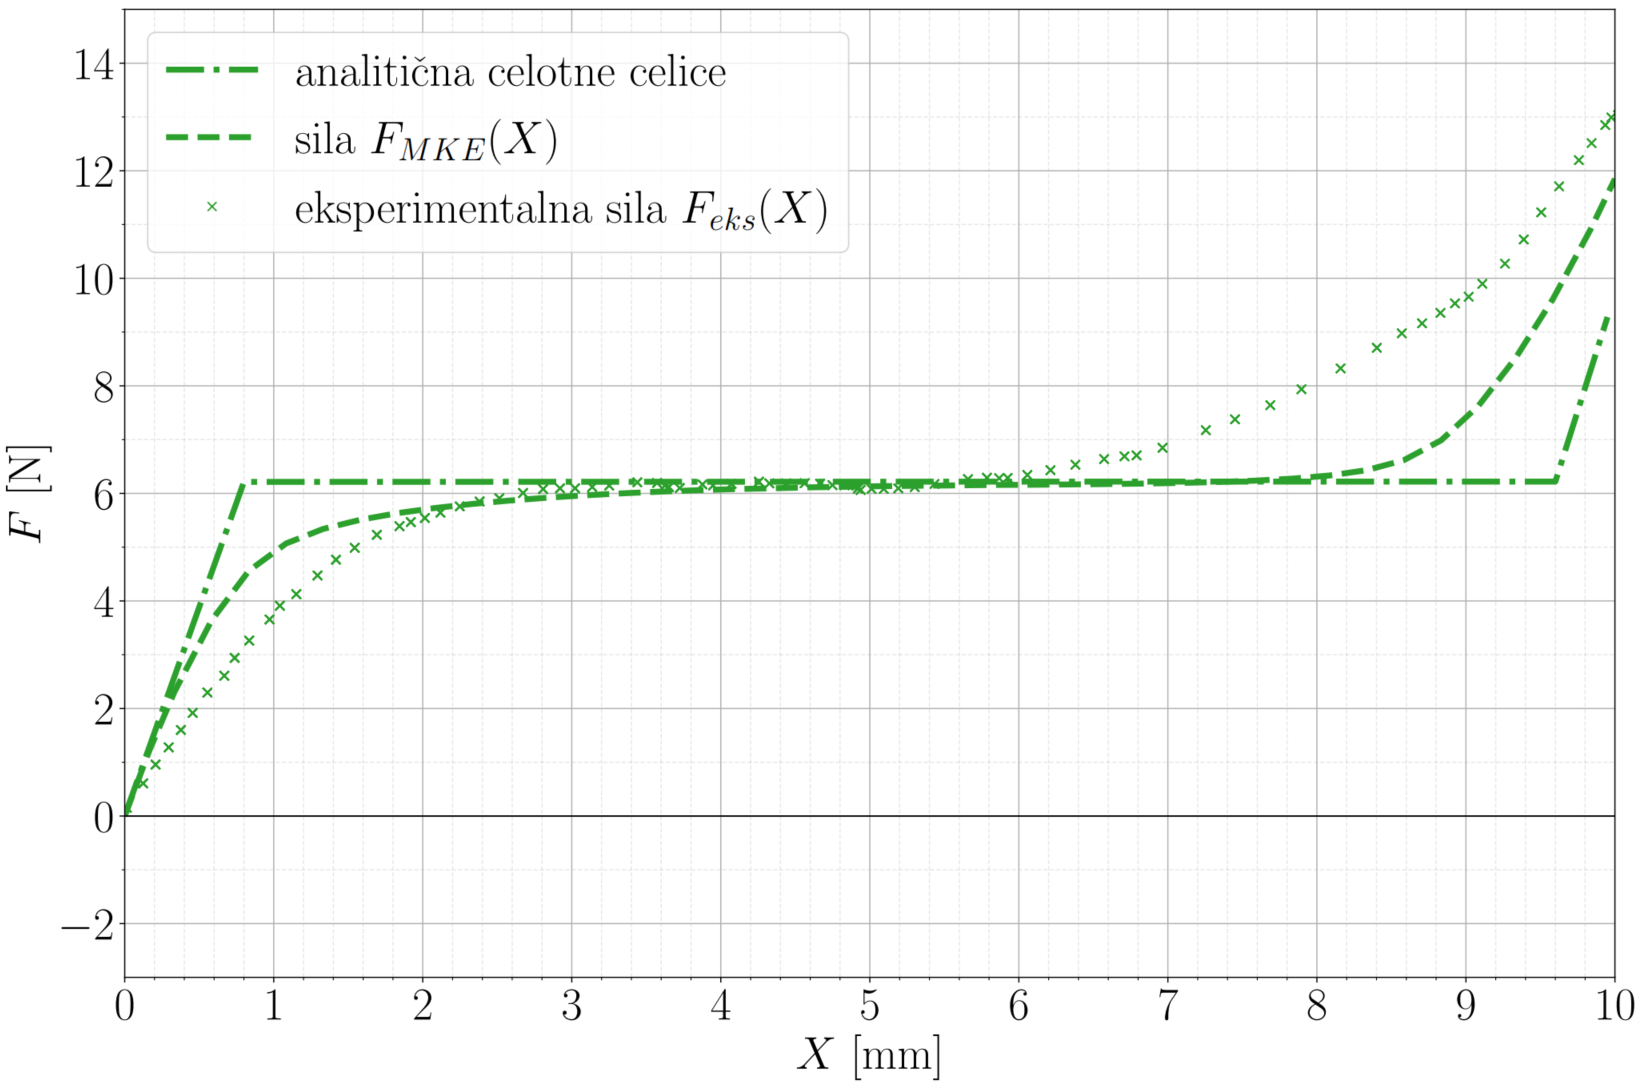 analitična celotne celice
sila F_{MKE}(X)
eksperimentalna sila F_{eks}(X)
14
12
10
8
6
4
2
0
−2
F [N]
0 1 2 3 4 5 6 7 8 9 10
X [mm]